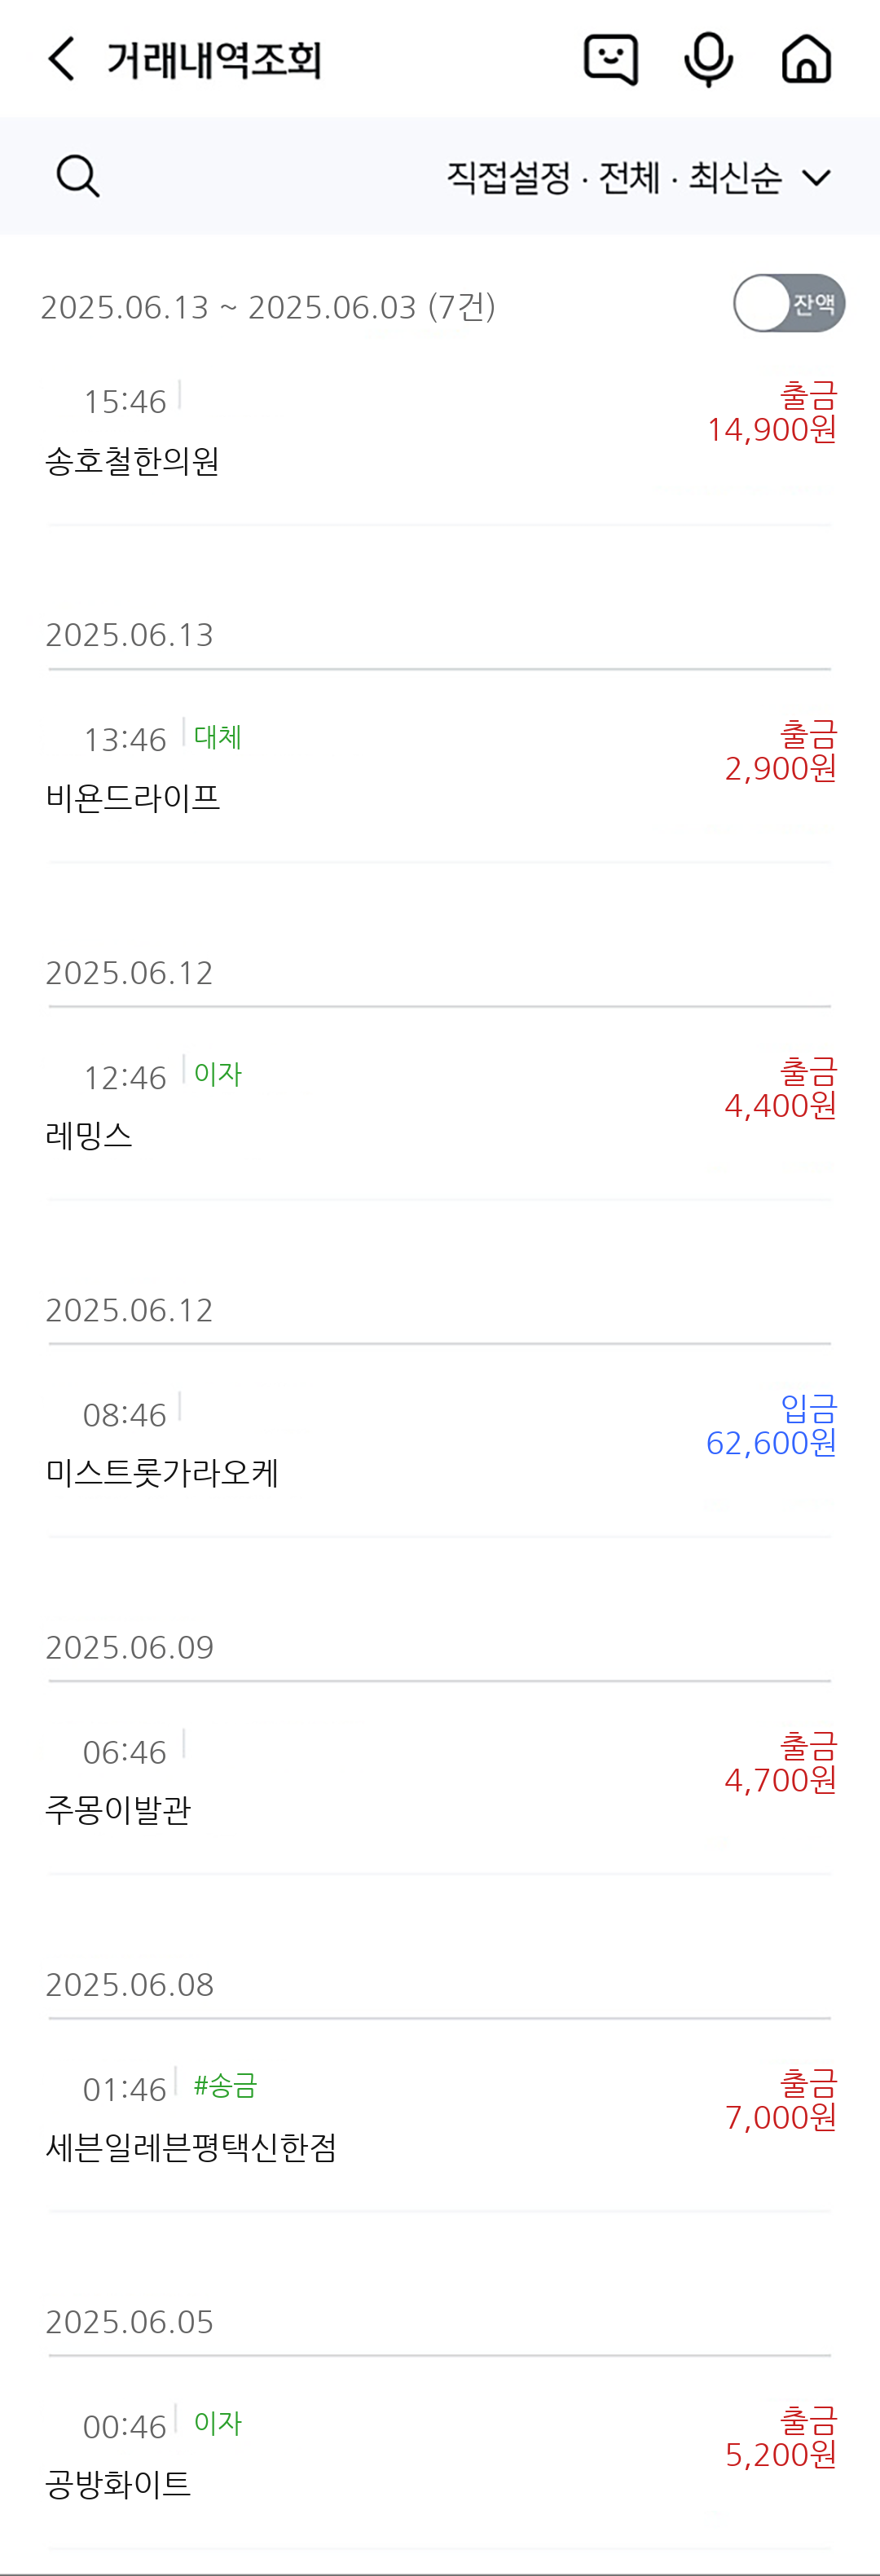 거래내역조회
직접설정 · 전체 · 최신순
2025.06.13 ~ 2025.06.03 (7건)
잔액
15:46
출금
14,900원
송호철한의원
2025.06.13
13:46 대체
출금
2,900원
비욘드라이프
2025.06.12
12:46 이자
출금
4,400원
레밍스
2025.06.12
08:46
입금
62,600원
미스트롯가라오케
2025.06.09
06:46
출금
4,700원
주몽이발관
2025.06.08
01:46 #송금
출금
7,000원
세븐일레븐평택신한점
2025.06.05
00:46 이자
출금
5,200원
공방화이트